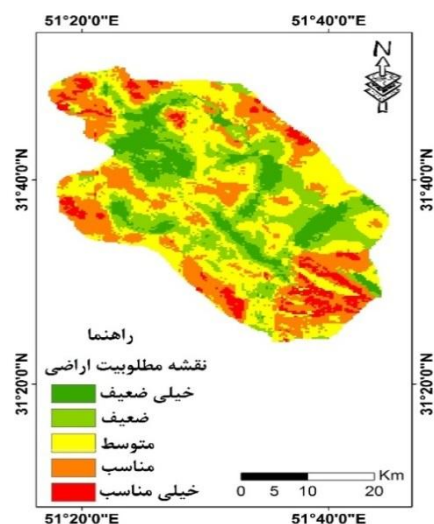 51°20'0"E 51°40'0"E
N
31°40'0"N 31°40'0"N
31°20'0"N 31°20'0"N
راهنما
نقشه مطلوبیت اراضی
خیلی ضعیف
ضعیف
متوسط
مناسب
خیلی مناسب
Km
0 5 10 20
51°20'0"E 51°40'0"E